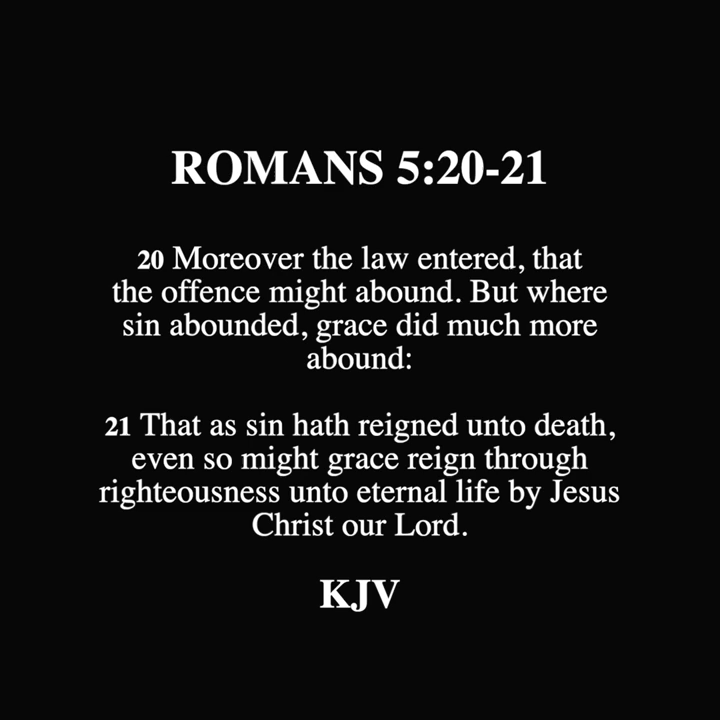 ROMANS 5:20-21
20 Moreover the law entered, that
the offence might abound. But where
sin abounded, grace did much more
abound:
21 That as sin hath reigned unto death,
even so might grace reign through
righteousness unto eternal life by Jesus
Christ our Lord.
KJV